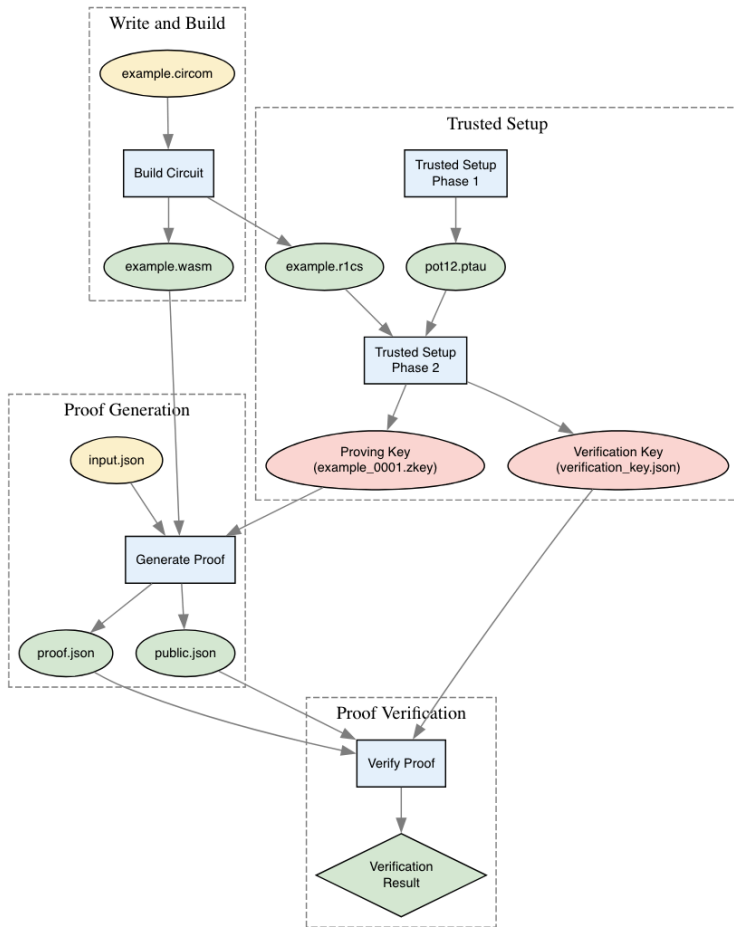 Write and Build
example.circom
Build Circuit
example.wasm
Trusted Setup
Trusted Setup
Phase 1
example.r1cs
pot12.ptau
Trusted Setup
Phase 2
Proving Key
(example_0001.zkey)
Verification Key
(verification_key.json)
Proof Generation
input.json
Generate Proof
proof.json
public.json
Proof Verification
Verify Proof
Verification
Result